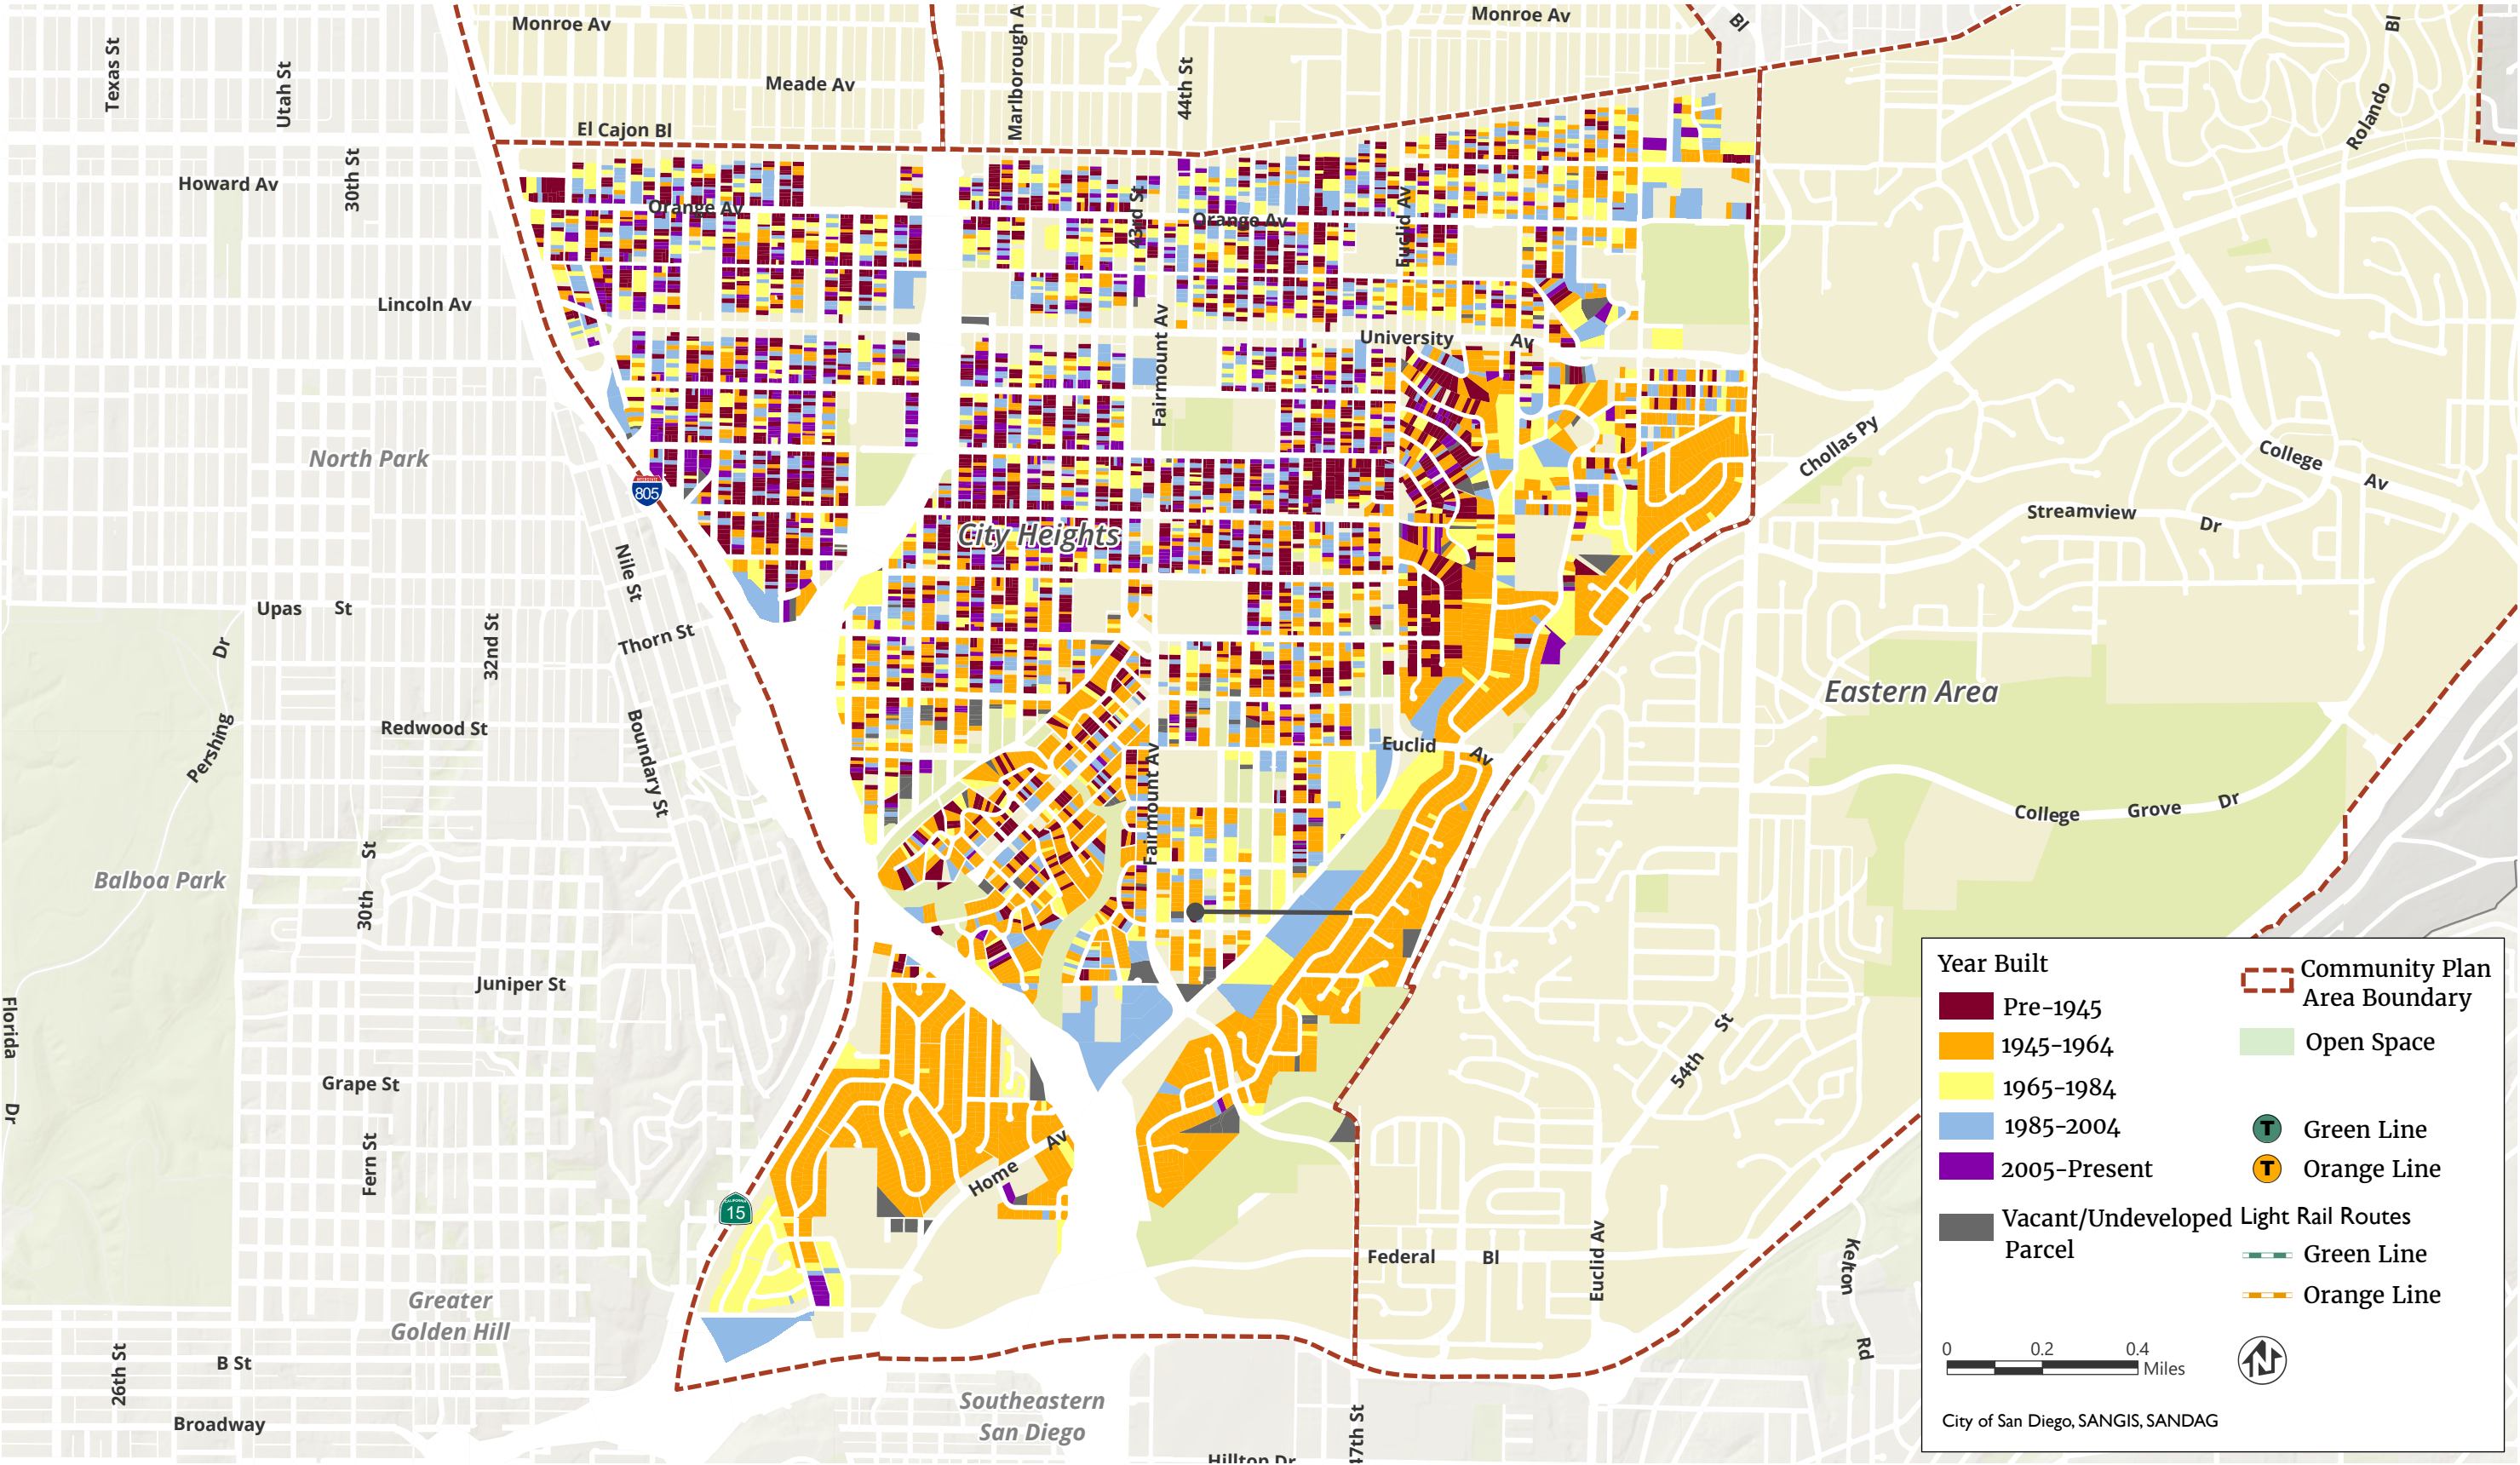 Monroe Av
Monroe Av
Bl
Bl
Texas St
Utah St
Meade Av
Marlborough A
44th St
Rolando
El Cajon Bl
Howard Av
30th St
Orange Av
43rd St
Orange Av
Euclid Av
Lincoln Av
Fairmount Av
University Av
North Park
805
Chollas Py
College Av
City Heights
Streamview Dr
Nile St
Upas St
Thorn St
32nd St
Pershing Dr
Eastern Area
Redwood St
Boundary St
Euclid Av
Fairmount Av
College Grove Dr
Balboa Park
30th St
Juniper St
Florida Dr
Grape St
54th St
Home Av
Fern St
CALIFORNIA
15
Federal Bl
Euclid Av
Kelton Rd
Greater
Golden Hill
26th St
B St
Broadway
Southeastern
San Diego
47th St
Hilltop Dr
Year Built
Pre-1945
1945-1964
1965-1984
1985-2004
2005-Present
Vacant/Undeveloped
Parcel
Community Plan
Area Boundary
Open Space
T Green Line
T Orange Line
Light Rail Routes
Green Line
Orange Line
0 0.2 0.4
Miles
N
City of San Diego, SANGIS, SANDAG